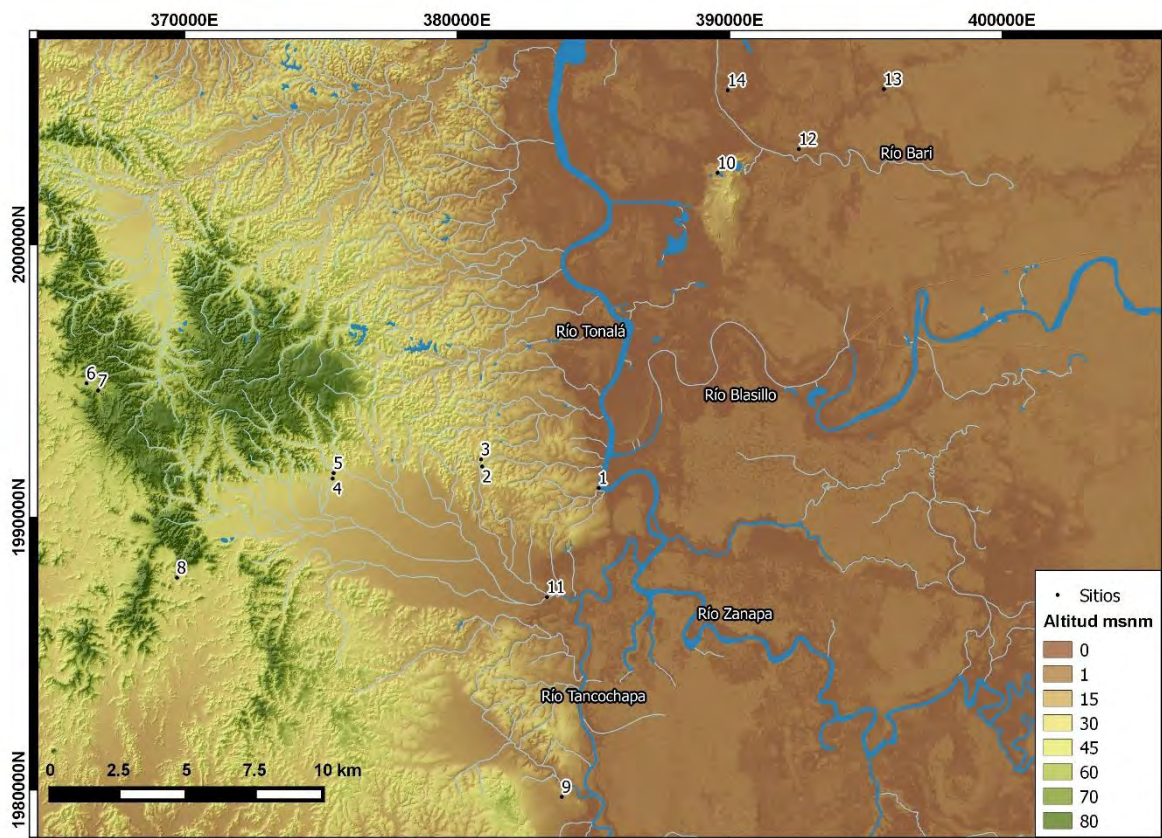 370000E 380000E 390000E 400000E
14
13
12
Río Bari
10
2000000N
Río Tonalá
6
7
Río Blasillo
3
5
2
4
1
1990000N
8
11
Río Zanapa
Sitios
Altitud msnm
0
1
15
30
45
60
70
80
Río Tancochapa
0 2.5 5 7.5 10 km
9
1980000N